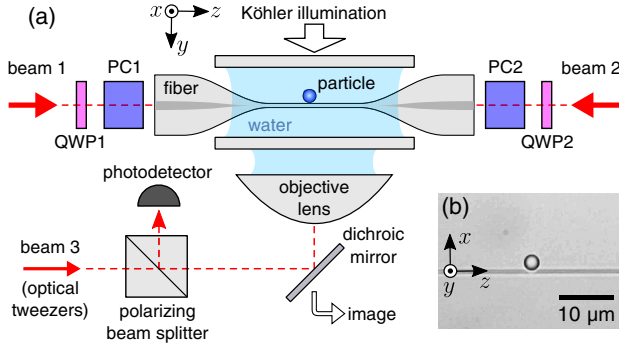 (a)
x
z
y
Köhler illumination
beam 1
PC1
fiber
particle
PC2
beam 2
QWP1
water
QWP2
photodetector
objective
lens
dichroic
mirror
beam 3
(optical
tweezers)
polarizing
beam splitter
image
(b)
x
y
z
10 µm